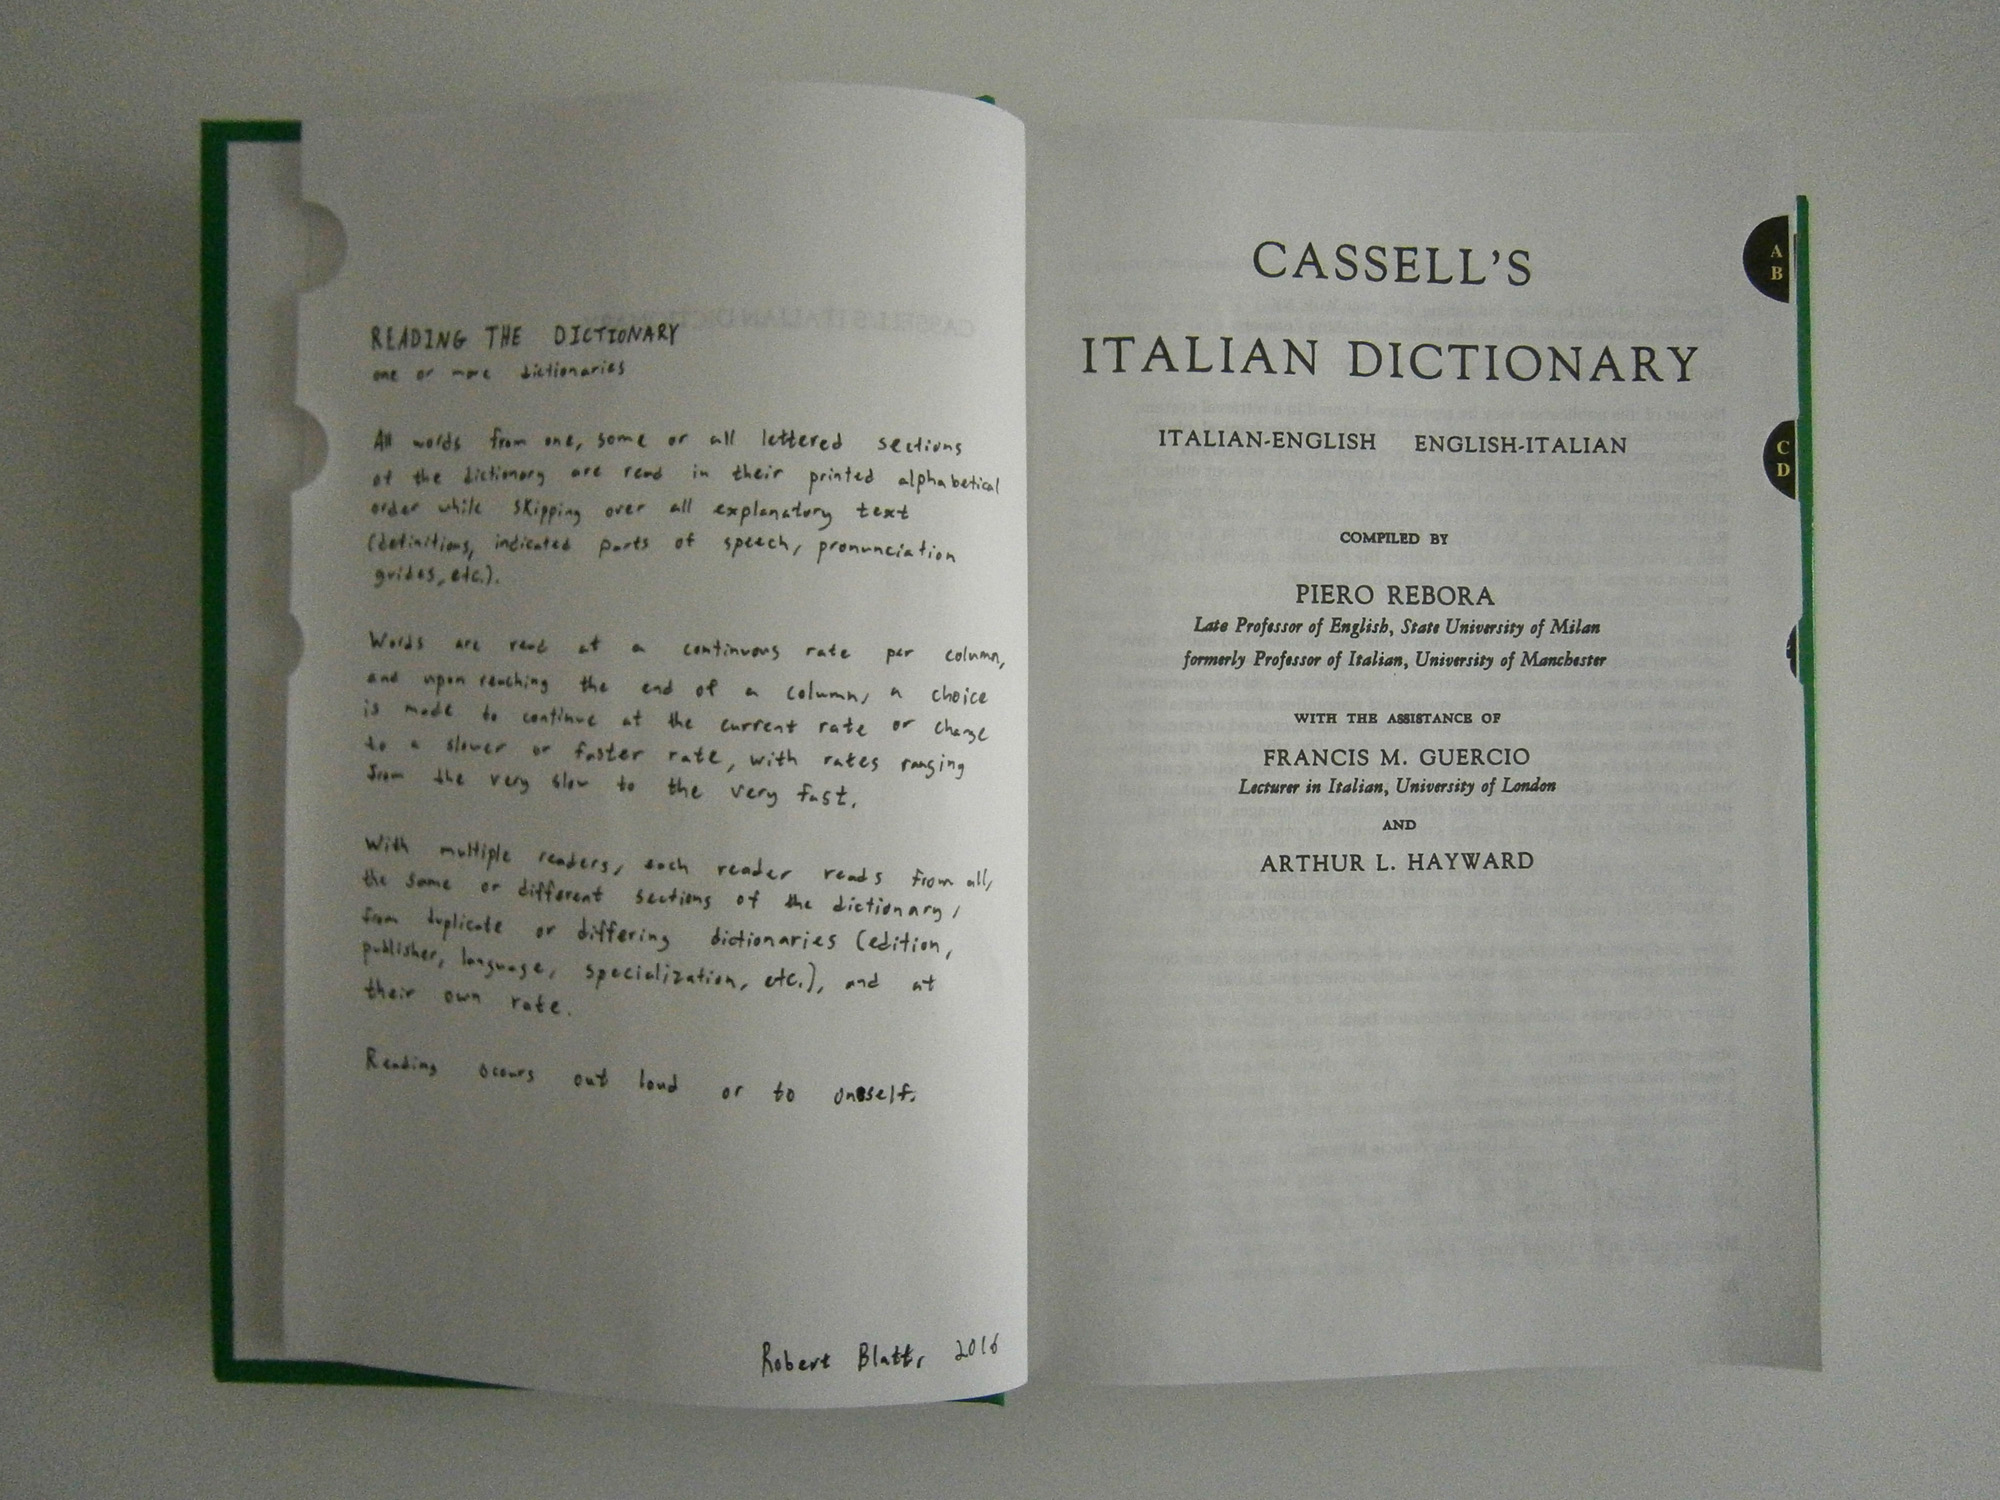 READING THE DICTIONARY
one or more dictionaries
All words from one, some or all lettered sections
of the dictionary are read in their printed alphabetical
order while skipping over all explanatory text
(definitions, indicated parts of speech, pronunciation
guides, etc.).
Words are read at a continuous rate per column,
and upon reaching the end of a column, a choice
is made to continue at the current rate or change
to a slower or faster rate, with rates ranging
from the very slow to the very fast.
With multiple readers, each reader reads from all,
the same or different sections of the dictionary,
from duplicate or differing dictionaries (edition,
publisher, language, specialization, etc.), and at
their own rate.
Reading occurs out loud or to oneself.
Robert Blatt, 2016
CASSELL'S
ITALIAN DICTIONARY
ITALIAN-ENGLISH ENGLISH-ITALIAN
COMPILED BY
PIERO REBORA
Late Professor of English, State University of Milan
formerly Professor of Italian, University of Manchester
WITH THE ASSISTANCE OF
FRANCIS M. GUERCIO
Lecturer in Italian, University of London
AND
ARTHUR L. HAYWARD
A
B
C
D